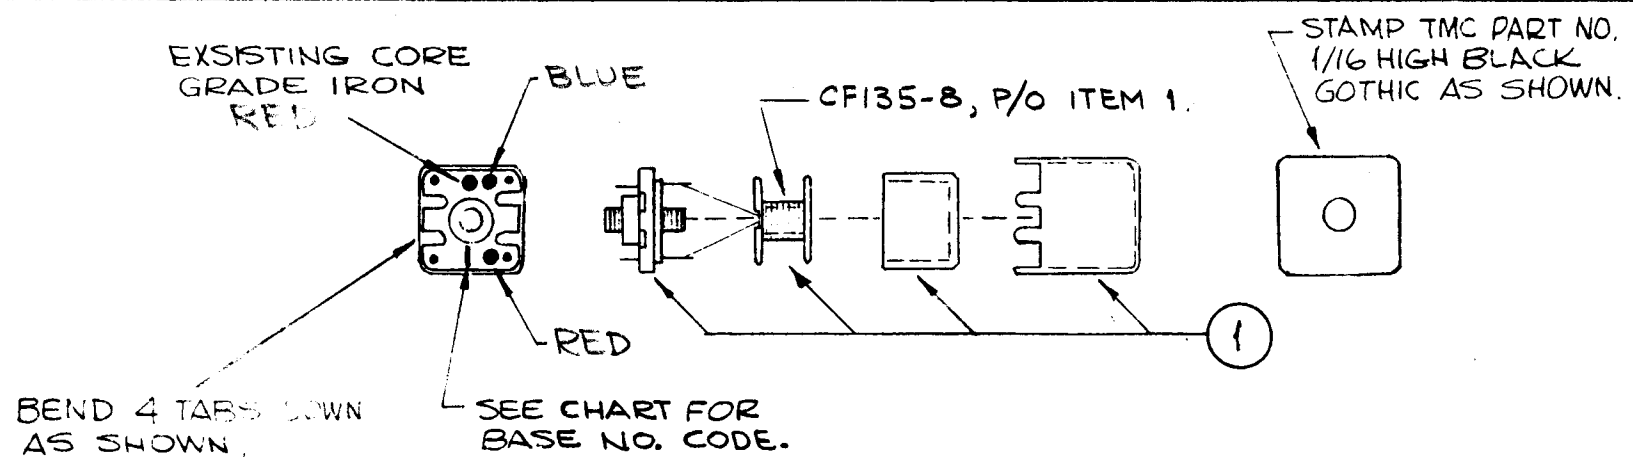 EXSISTING CORE
GRADE IRON
RED
BLUE
CF135-8, P/O ITEM 1.
STAMP TMC PART NO.
1/16 HIGH BLACK
GOTHIC AS SHOWN.
1
RED
BEND 4 TABS DOWN
AS SHOWN.
SEE CHART FOR
BASE NO. CODE.